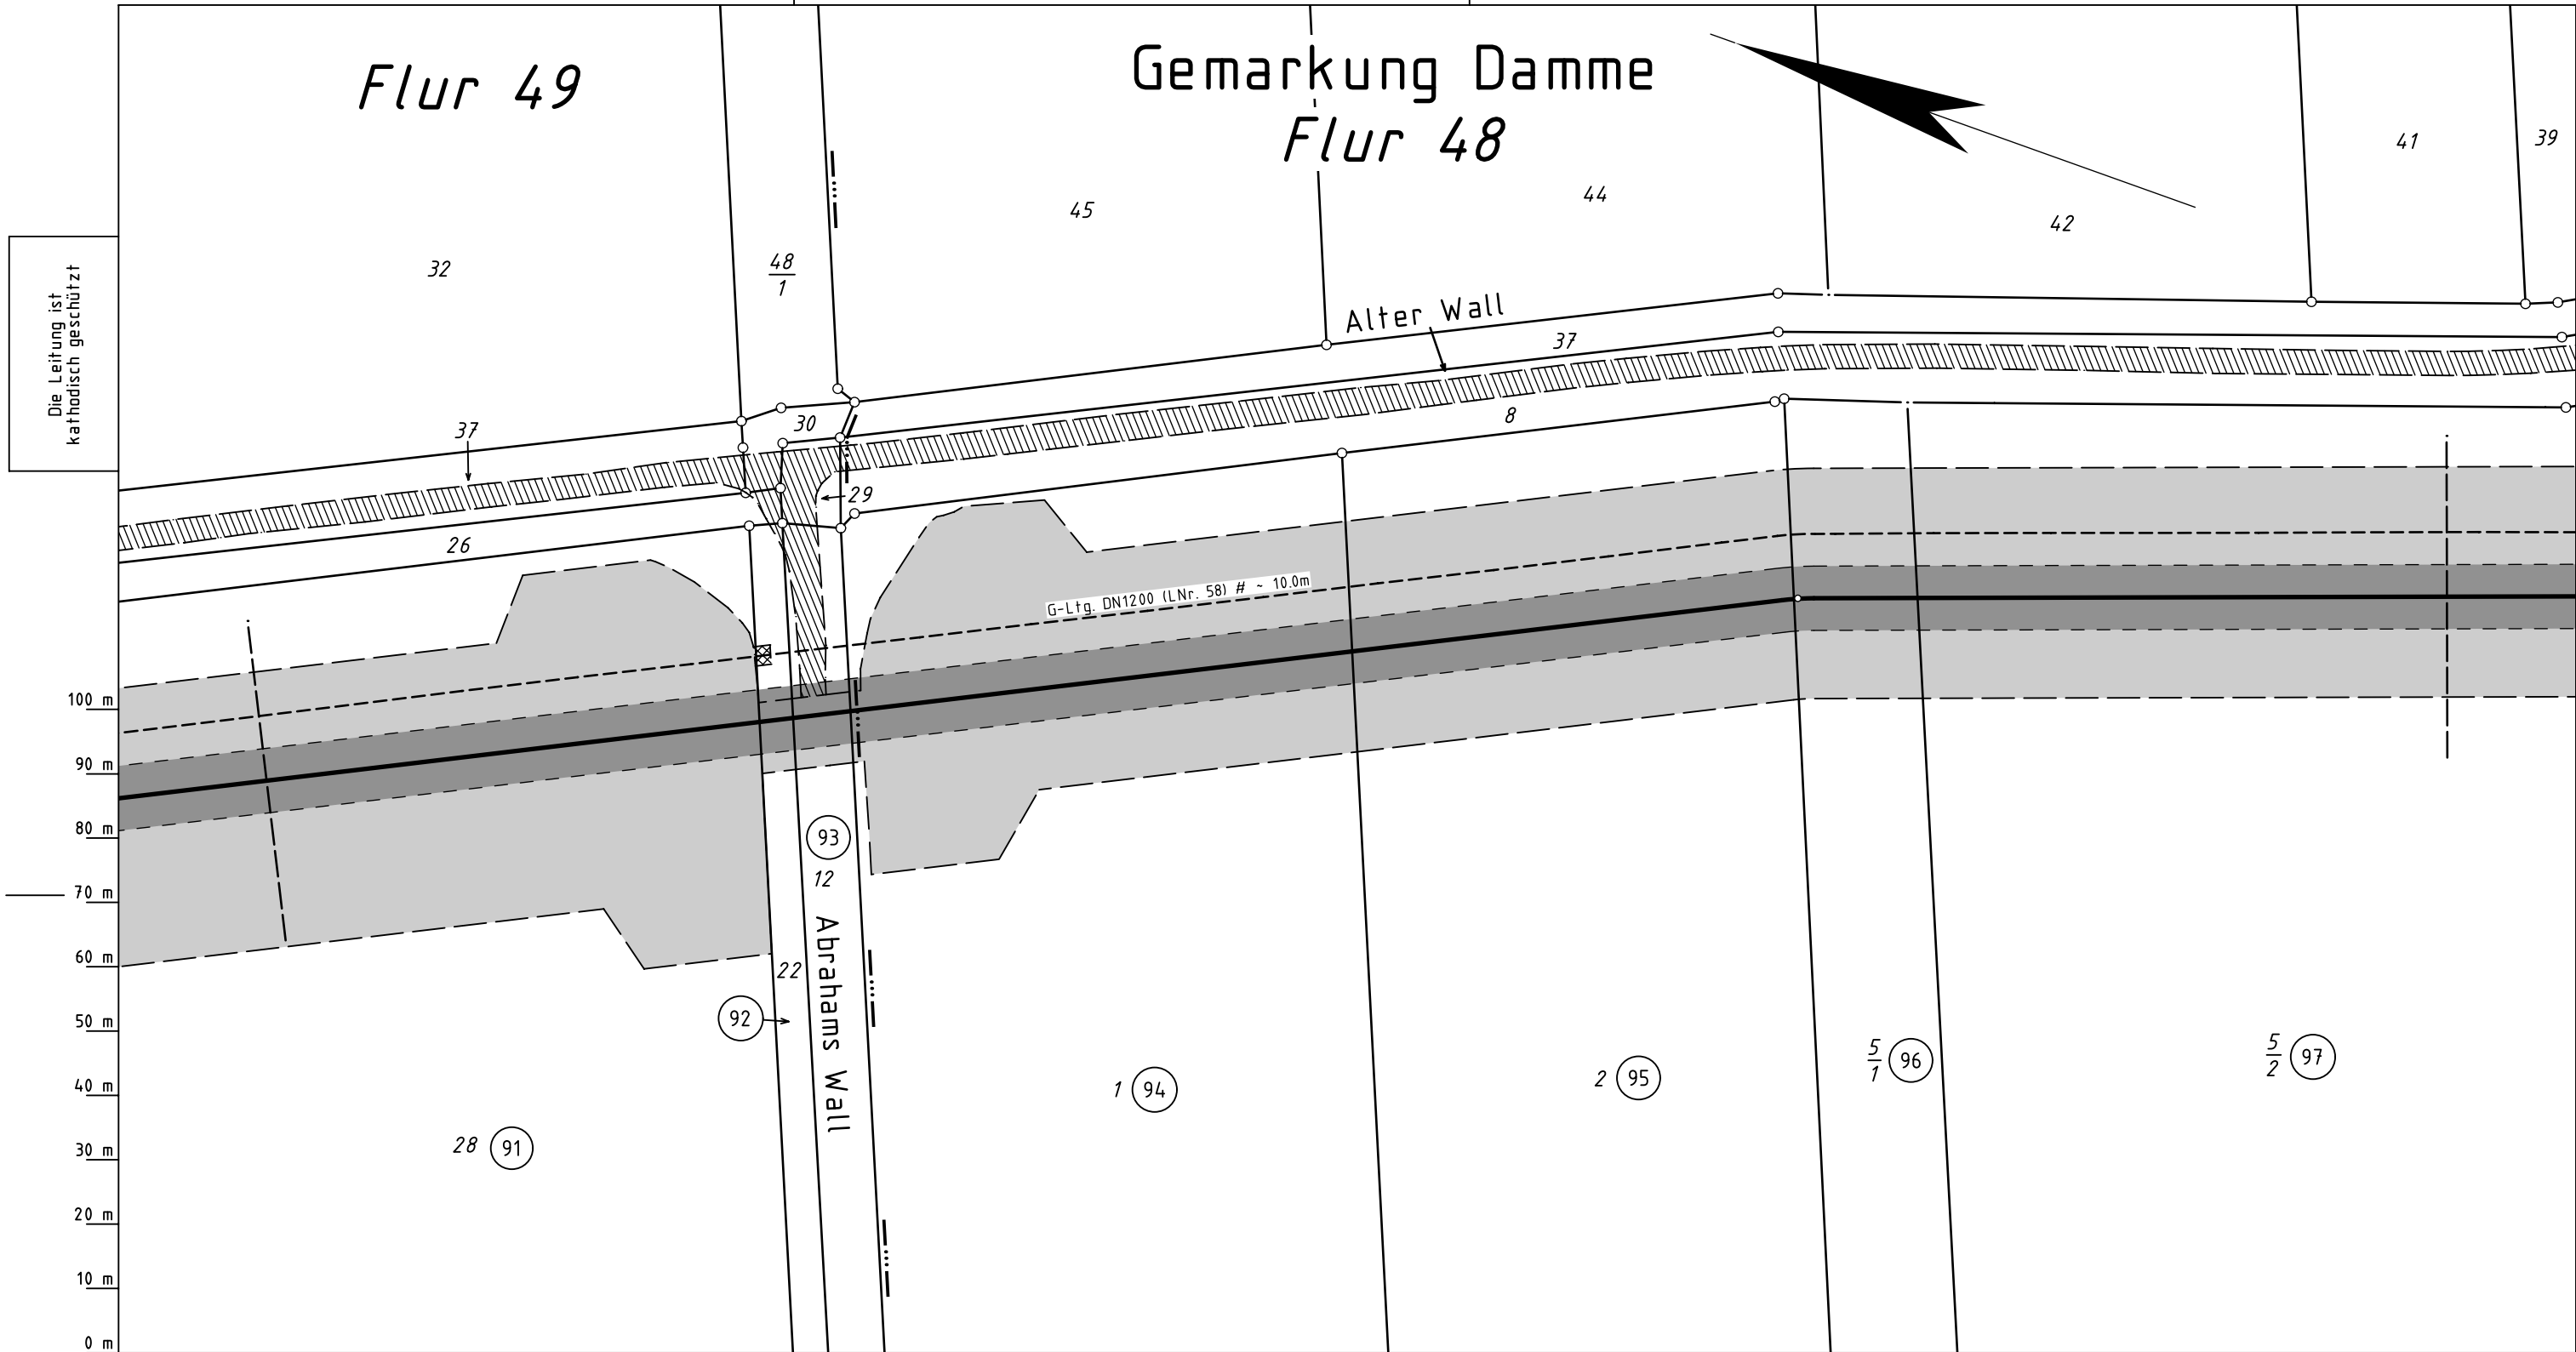 Flur 49
Gemarkung Damme
Flur 48
41
39
45
44
42
32
48
1
Die Leitung ist
kathodisch geschützt
Alter Wall
37
37
30
8
29
26
G-Ltg. DN1200 (LNr. 58) # ~ 10.0m
100 m
90 m
80 m
70 m
60 m
50 m
40 m
30 m
20 m
10 m
0 m
93
12
Abrahams Wall
22
92
28 91
1 94
2 95
5
1
96
5
2
97